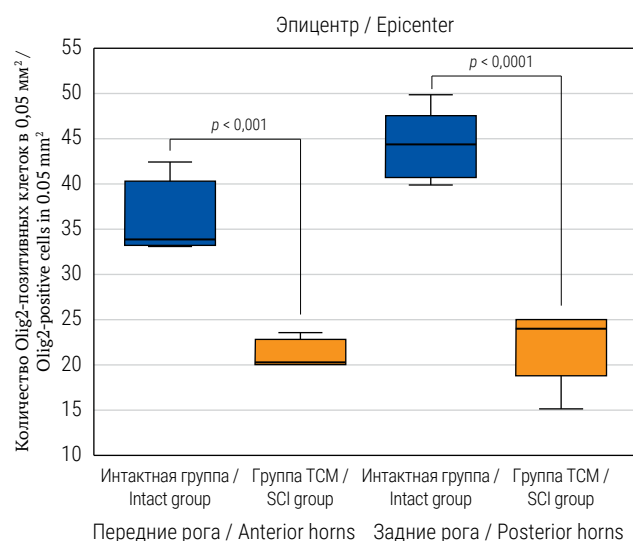 Эпицентр / Epicenter
Количество Olig2-позитивных клеток в 0,05 мм² /
Olig2-positive cells in 0.05 mm²
55
50
45
40
35
30
25
20
15
10
p < 0,001
p < 0,0001
Интактная группа /
Intact group
Группа ТСМ /
SCI group
Интактная группа /
Intact group
Группа ТСМ /
SCI group
Передние рога / Anterior horns
Задние рога / Posterior horns